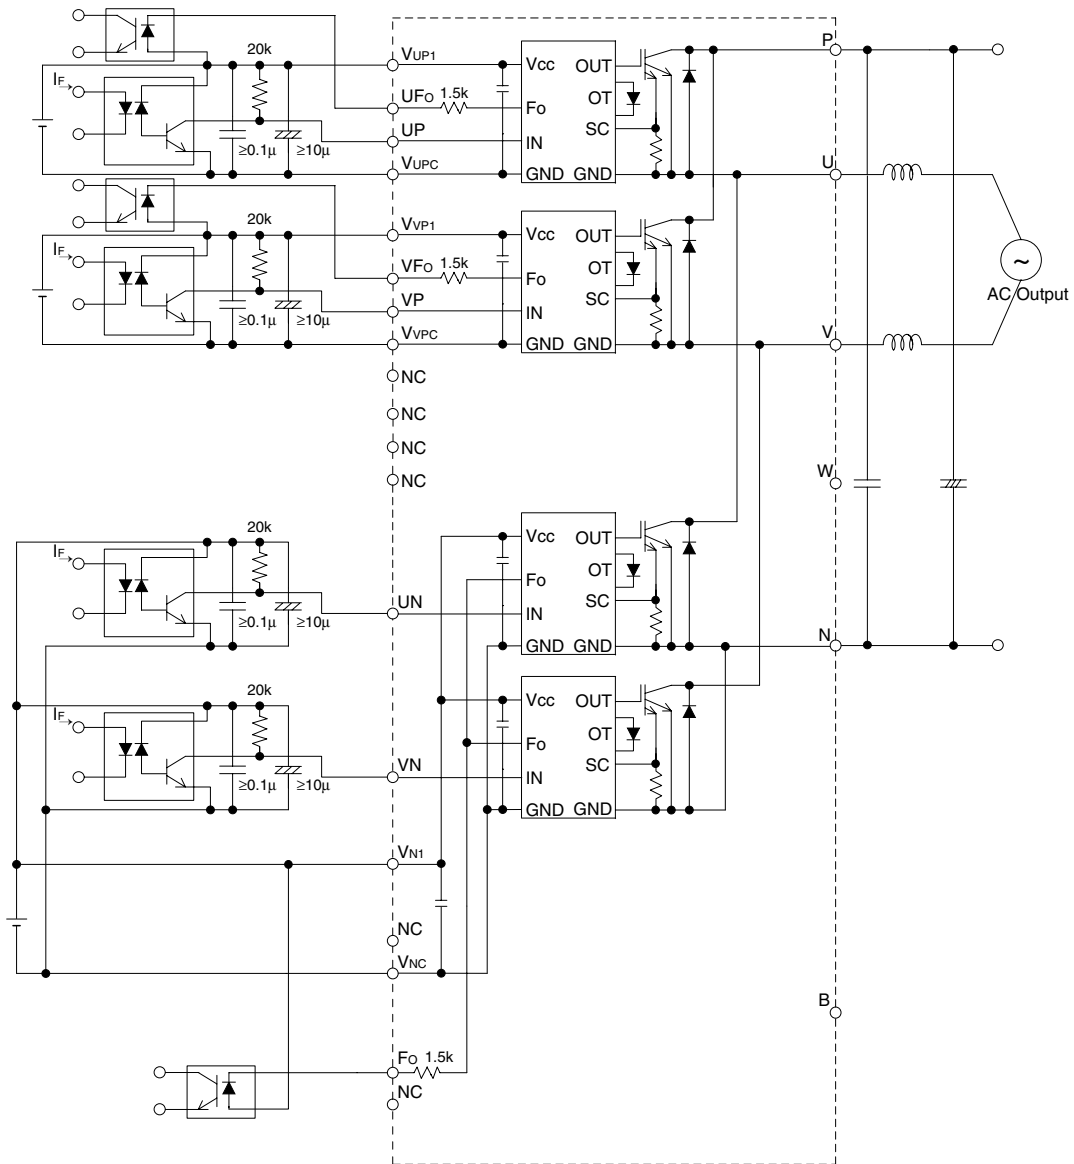 20k
VUP1
P
Vcc
OUT
IF
UFO 1.5k
OT
Fo
UP
SC
IN
≥0.1µ
≥10µ
VUPC
GND GND
U
20k
VVP1
Vcc
OUT
IF
VFO 1.5k
OT
Fo
VP
SC
IN
AC Output
~
≥0.1µ
≥10µ
VVPC
GND GND
V
NC
NC
NC
NC
W
20k
Vcc
OUT
IF
OT
Fo
SC
UN
IN
≥0.1µ
≥10µ
GND GND
N
20k
Vcc
OUT
IF
OT
Fo
SC
VN
IN
≥0.1µ
≥10µ
GND GND
VN1
NC
VNC
B
FO 1.5k
NC